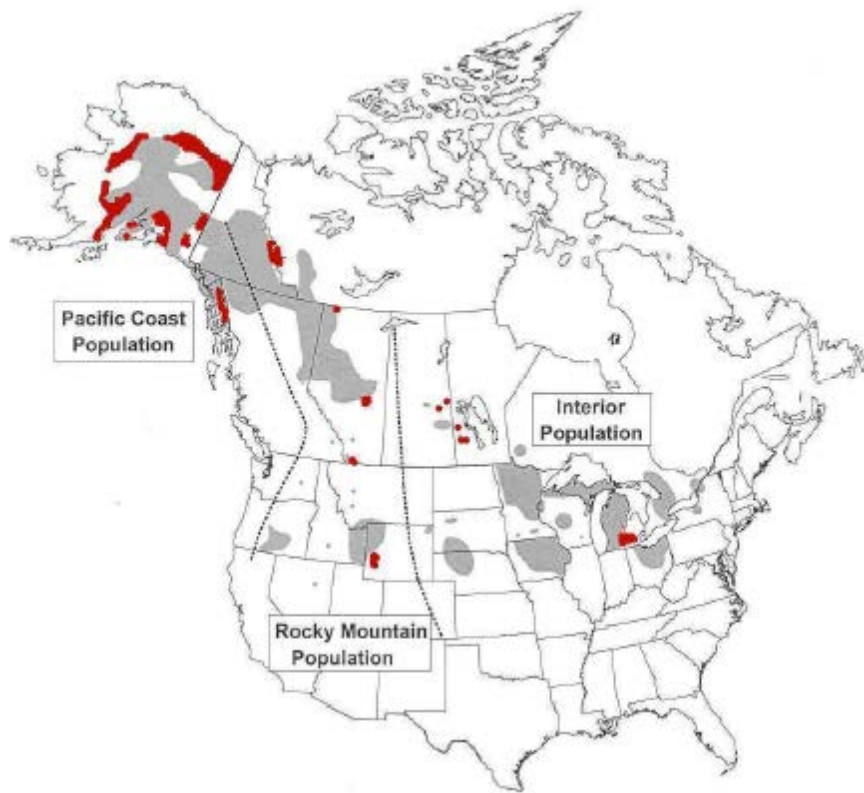 Pacific Coast
Population
Interior
Population
Rocky Mountain
Population